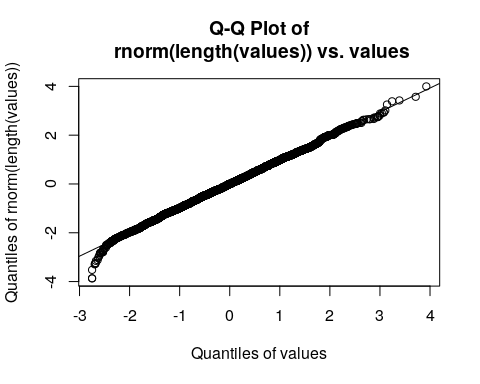 Q-Q Plot of
rnorm(length(values)) vs. values
Quantiles of rnorm(length(values))
4
2
0
-2
-4
-3 -2 -1 0 1 2 3 4
Quantiles of values